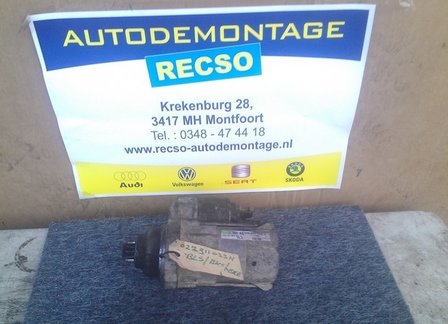 AUTODEMONTAGE
RECSO
Krekenburg 28,
3417 MH Montfoort
Tel. : 0348 - 47 44 18
www.recso-autodemontage.nl
Audi
Volkswagen
SEAT
SKODA